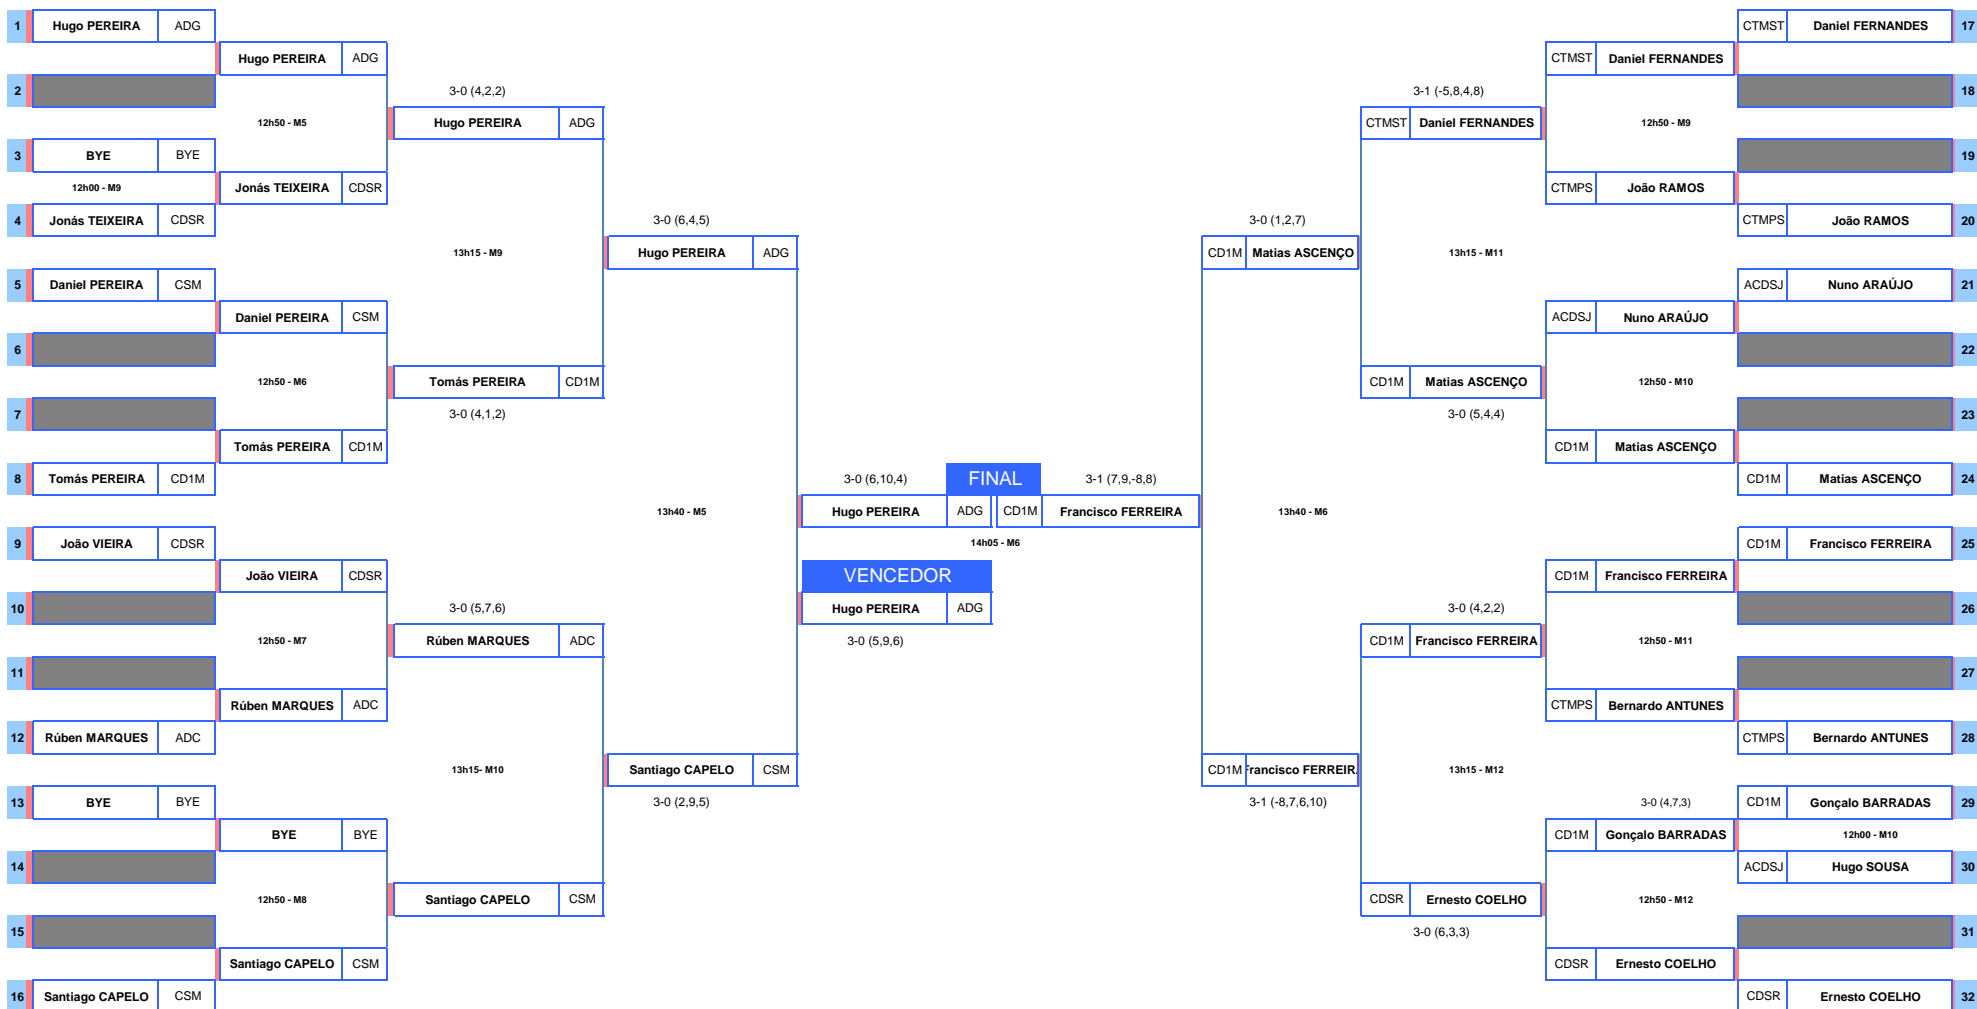 1 Hugo PEREIRA ADG
Hugo PEREIRA ADG
2
12h50 - M5
3 BYE BYE
12h00 - M9
Jonás TEIXEIRA CDSR
4 Jonás TEIXEIRA CDSR
3-0 (4,2,2)
Hugo PEREIRA ADG
13h15 - M9
5 Daniel PEREIRA CSM
Daniel PEREIRA CSM
6
12h50 - M6
7
Tomás PEREIRA CD1M
8 Tomás PEREIRA CD1M
Tomás PEREIRA CD1M
3-0 (4,1,2)
3-0 (6,4,5)
Hugo PEREIRA ADG
13h40 - M5
9 João VIEIRA CDSR
João VIEIRA CDSR
10
12h50 - M7
11
Rúben MARQUES ADC
12 Rúben MARQUES ADC
3-0 (5,7,6)
Rúben MARQUES ADC
13h15- M10
13 BYE BYE
BYE BYE
14
12h50 - M8
15
Santiago CAPELO CSM
16 Santiago CAPELO CSM
Santiago CAPELO CSM
Santiago CAPELO CSM
3-0 (2,9,5)
3-0 (6,10,4)
FINAL
3-1 (7,9,-8,8)
Hugo PEREIRA ADG CD1M Francisco FERREIRA
14h05 - M6
VENCEDOR
Hugo PEREIRA ADG
3-0 (5,9,6)
3-0 (1,2,7)
CD1M Matias ASCENÇO
13h40 - M6
CD1M Francisco FERREIR
3-1 (-8,7,6,10)
3-1 (-5,8,4,8)
CTMST Daniel FERNANDES
13h15 - M11
CD1M Matias ASCENÇO
3-0 (5,4,4)
3-0 (4,2,2)
CD1M Francisco FERREIRA
13h15 - M12
CDSR Ernesto COELHO
3-0 (6,3,3)
CTMST Daniel FERNANDES 17
CTMST Daniel FERNANDES
18
12h50 - M9
19
CTMPS João RAMOS
CTMPS João RAMOS 20
ACDSJ Nuno ARAÚJO 21
ACDSJ Nuno ARAÚJO
22
12h50 - M10
23
CD1M Matias ASCENÇO
CD1M Matias ASCENÇO 24
CD1M Francisco FERREIRA 25
CD1M Francisco FERREIRA
26
12h50 - M11
27
CTMPS Bernardo ANTUNES
CTMPS Bernardo ANTUNES 28
3-0 (4,7,3)
CD1M Gonçalo BARRADAS 29
CD1M Gonçalo BARRADAS
12h00 - M10
ACDSJ Hugo SOUSA 30
12h50 - M12
31
CDSR Ernesto COELHO
CDSR Ernesto COELHO 32